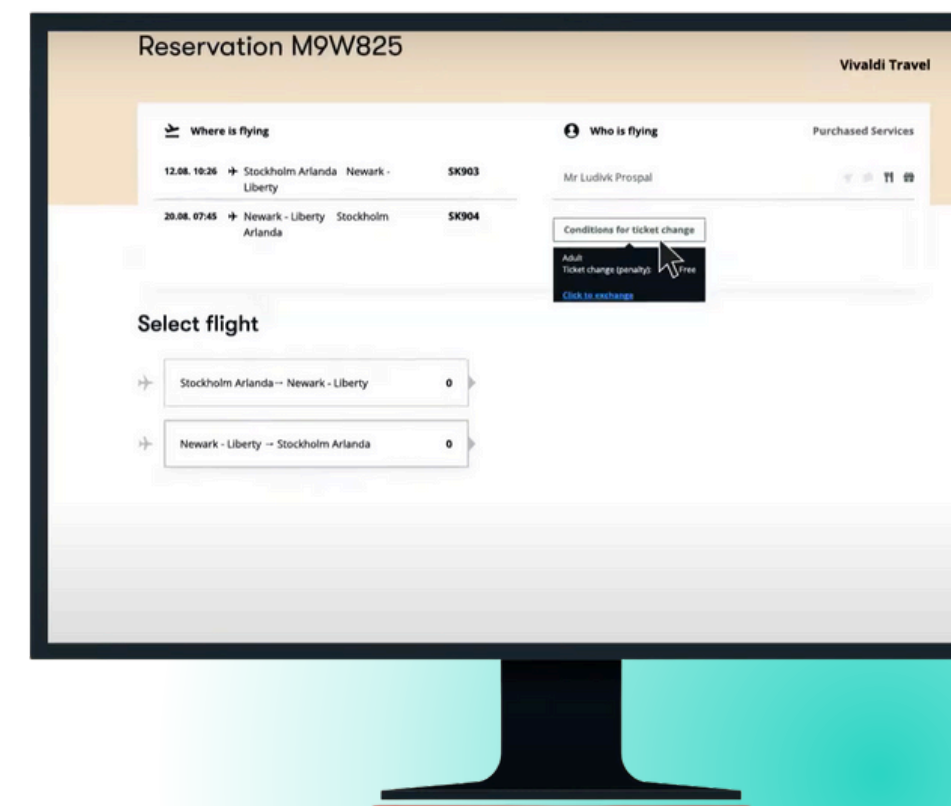 Reservation M9W825
Vivaldi Travel
Where is flying
12.08. 10:26 Stockholm Arlanda Newark - SK903
Liberty
20.08. 07:45 Newark - Liberty Stockholm SK904
Arlanda
Who is flying Purchased Services
Mr Ludivk Prospal
Conditions for ticket change
Adult
Ticket change (penalty): Free
Click to exchange
Select flight
Stockholm Arlanda → Newark - Liberty 0
Newark - Liberty → Stockholm Arlanda 0